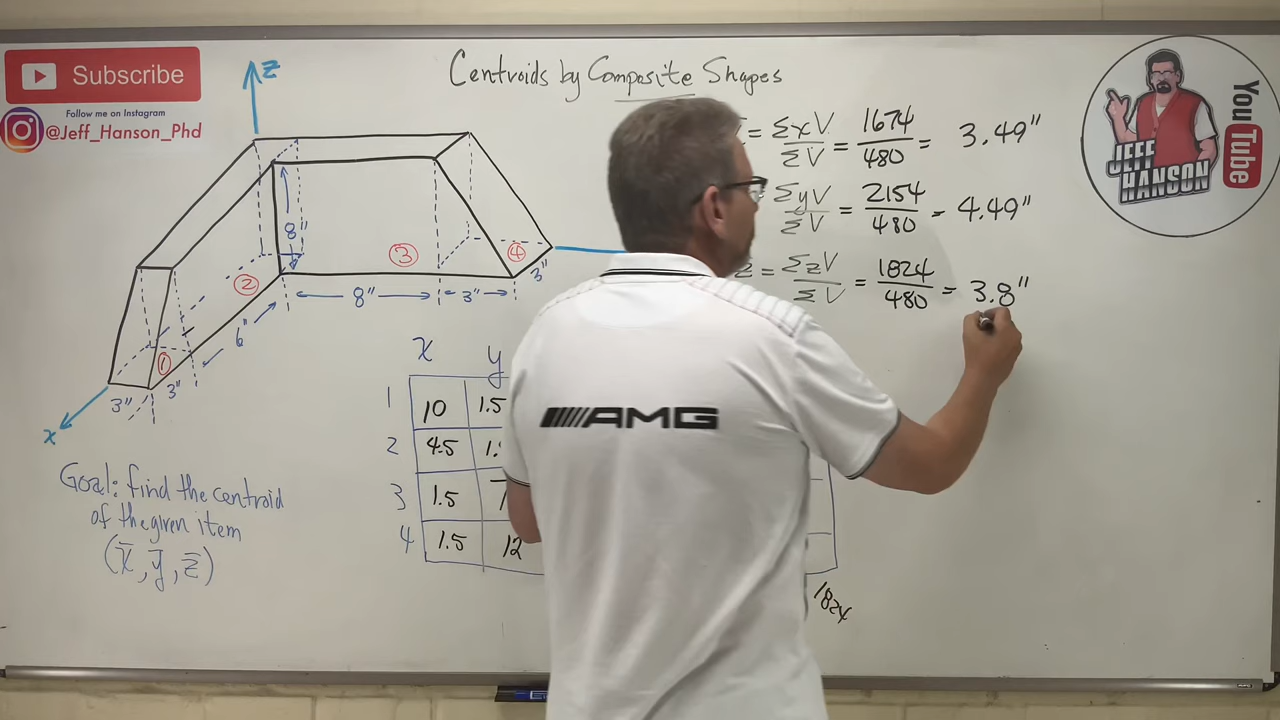 Subscribe
Follow me on Instagram
@Jeff_Hanson_Phd
Centroids by Composite Shapes
z
8"
3
4
3"
2
8"
3"
6"
1
3"
3"
x
= ΣxV/ΣV = 1674/480 = 3.49"
ΣyV/ΣV = 2154/480 = 4.49"
z = ΣzV/ΣV = 1824/480 = 3.8"
JEFF HANSON
YouTube
Goal: find the centroid
of the given item
(x̄, ȳ, z̄)
x y
1 10 1.5
2 4.5
3 1.5
4 1.5 12
1824
AMG